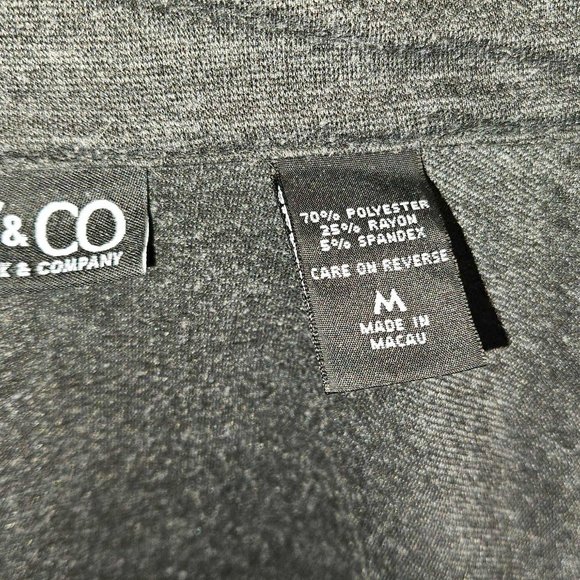 &CO
K & COMPANY
70% POLYESTER
25% RAYON
5% SPANDEX
CARE ON REVERSE
M
MADE IN
MACAU